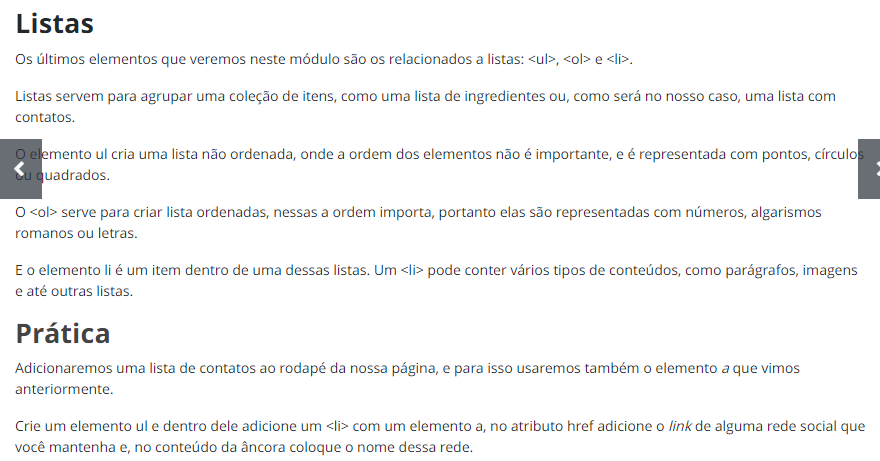 Listas
Os últimos elementos que veremos neste módulo são os relacionados a listas: <ul>, <ol> e <li>.
Listas servem para agrupar uma coleção de itens, como uma lista de ingredientes ou, como será no nosso caso, uma lista com
contatos.
O elemento ul cria uma lista não ordenada, onde a ordem dos elementos não é importante, e é representada com pontos, círculos
ou quadrados.
O <ol> serve para criar lista ordenadas, nessas a ordem importa, portanto elas são representadas com números, algarismos
romanos ou letras.
E o elemento li é um item dentro de uma dessas listas. Um <li> pode conter vários tipos de conteúdos, como parágrafos, imagens
e até outras listas.
Prática
Adicionaremos uma lista de contatos ao rodapé da nossa página, e para isso usaremos também o elemento a que vimos
anteriormente.
Crie um elemento ul e dentro dele adicione um <li> com um elemento a, no atributo href adicione o link de alguma rede social que
você mantenha e, no conteúdo da âncora coloque o nome dessa rede.